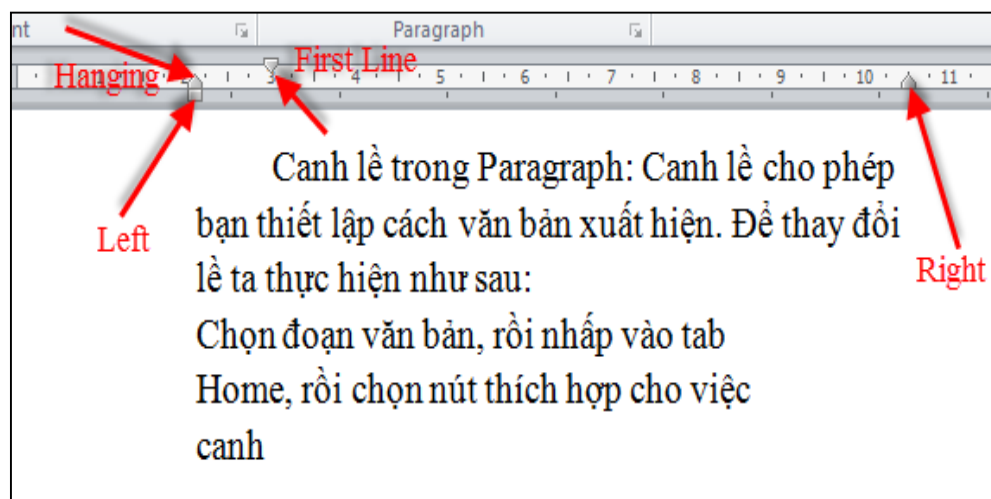 nt Paragraph
Hanging First Line
3 4 5 6 7 8 9 10 11
Left
Canh lề trong Paragraph: Canh lề cho phép
bạn thiết lập cách văn bản xuất hiện. Để thay đổi
lề ta thực hiện như sau:
Right
Chọn đoạn văn bản, rồi nhấp vào tab
Home, rồi chọn nút thích hợp cho việc
canh